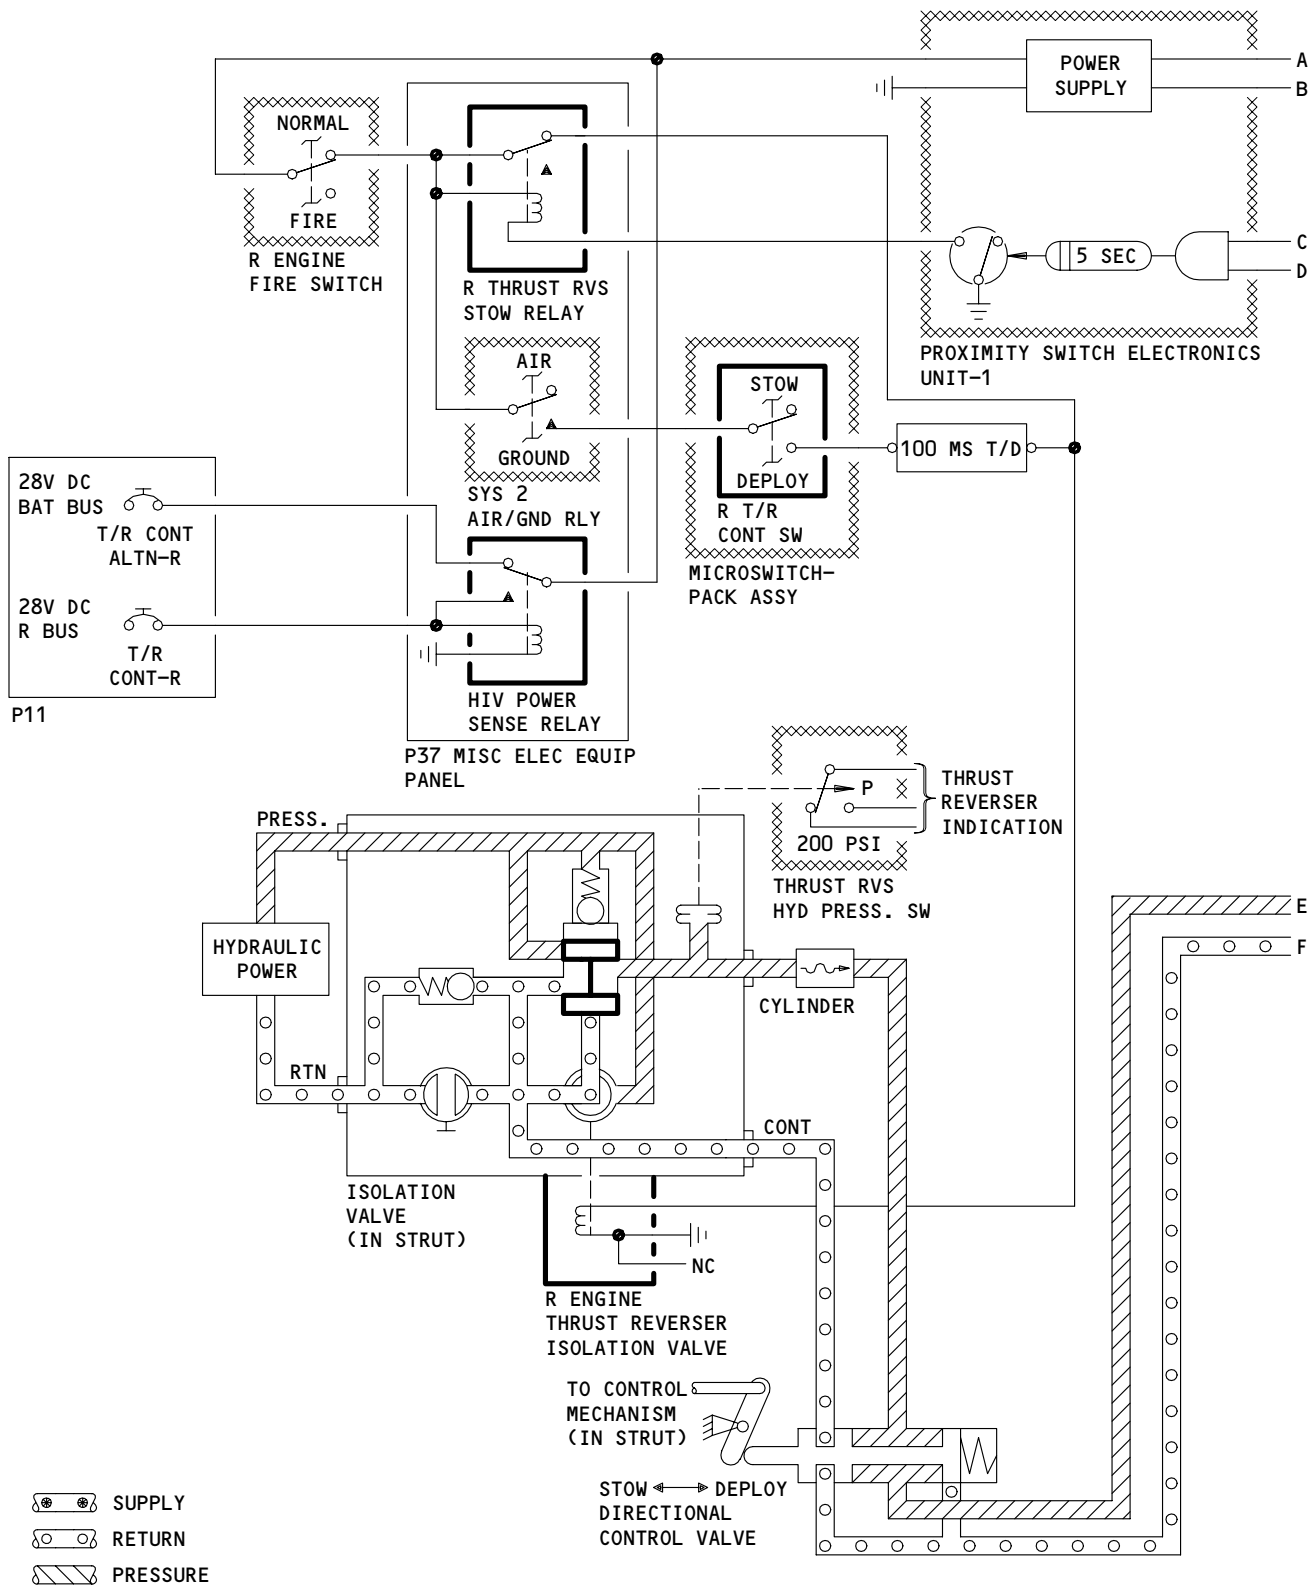 POWER
SUPPLY
A
B
NORMAL
FIRE
R ENGINE
FIRE SWITCH
R THRUST RVS
STOW RELAY
5 SEC
C
D
PROXIMITY SWITCH ELECTRONICS
UNIT-1
AIR
GROUND
SYS 2
AIR/GND RLY
STOW
DEPLOY
R T/R
CONT SW
MICROSWITCH-
PACK ASSY
100 MS T/D
28V DC
BAT BUS
T/R CONT
ALTN-R
28V DC
R BUS
T/R
CONT-R
P11
HIV POWER
SENSE RELAY
P37 MISC ELEC EQUIP
PANEL
P
200 PSI
THRUST
REVERSER
INDICATION
THRUST RVS
HYD PRESS. SW
PRESS.
HYDRAULIC
POWER
RTN
CYLINDER
E
F
CONT
ISOLATION
VALVE
(IN STRUT)
NC
R ENGINE
THRUST REVERSER
ISOLATION VALVE
TO CONTROL
MECHANISM
(IN STRUT)
STOW DEPLOY
DIRECTIONAL
CONTROL VALVE
SUPPLY
RETURN
PRESSURE